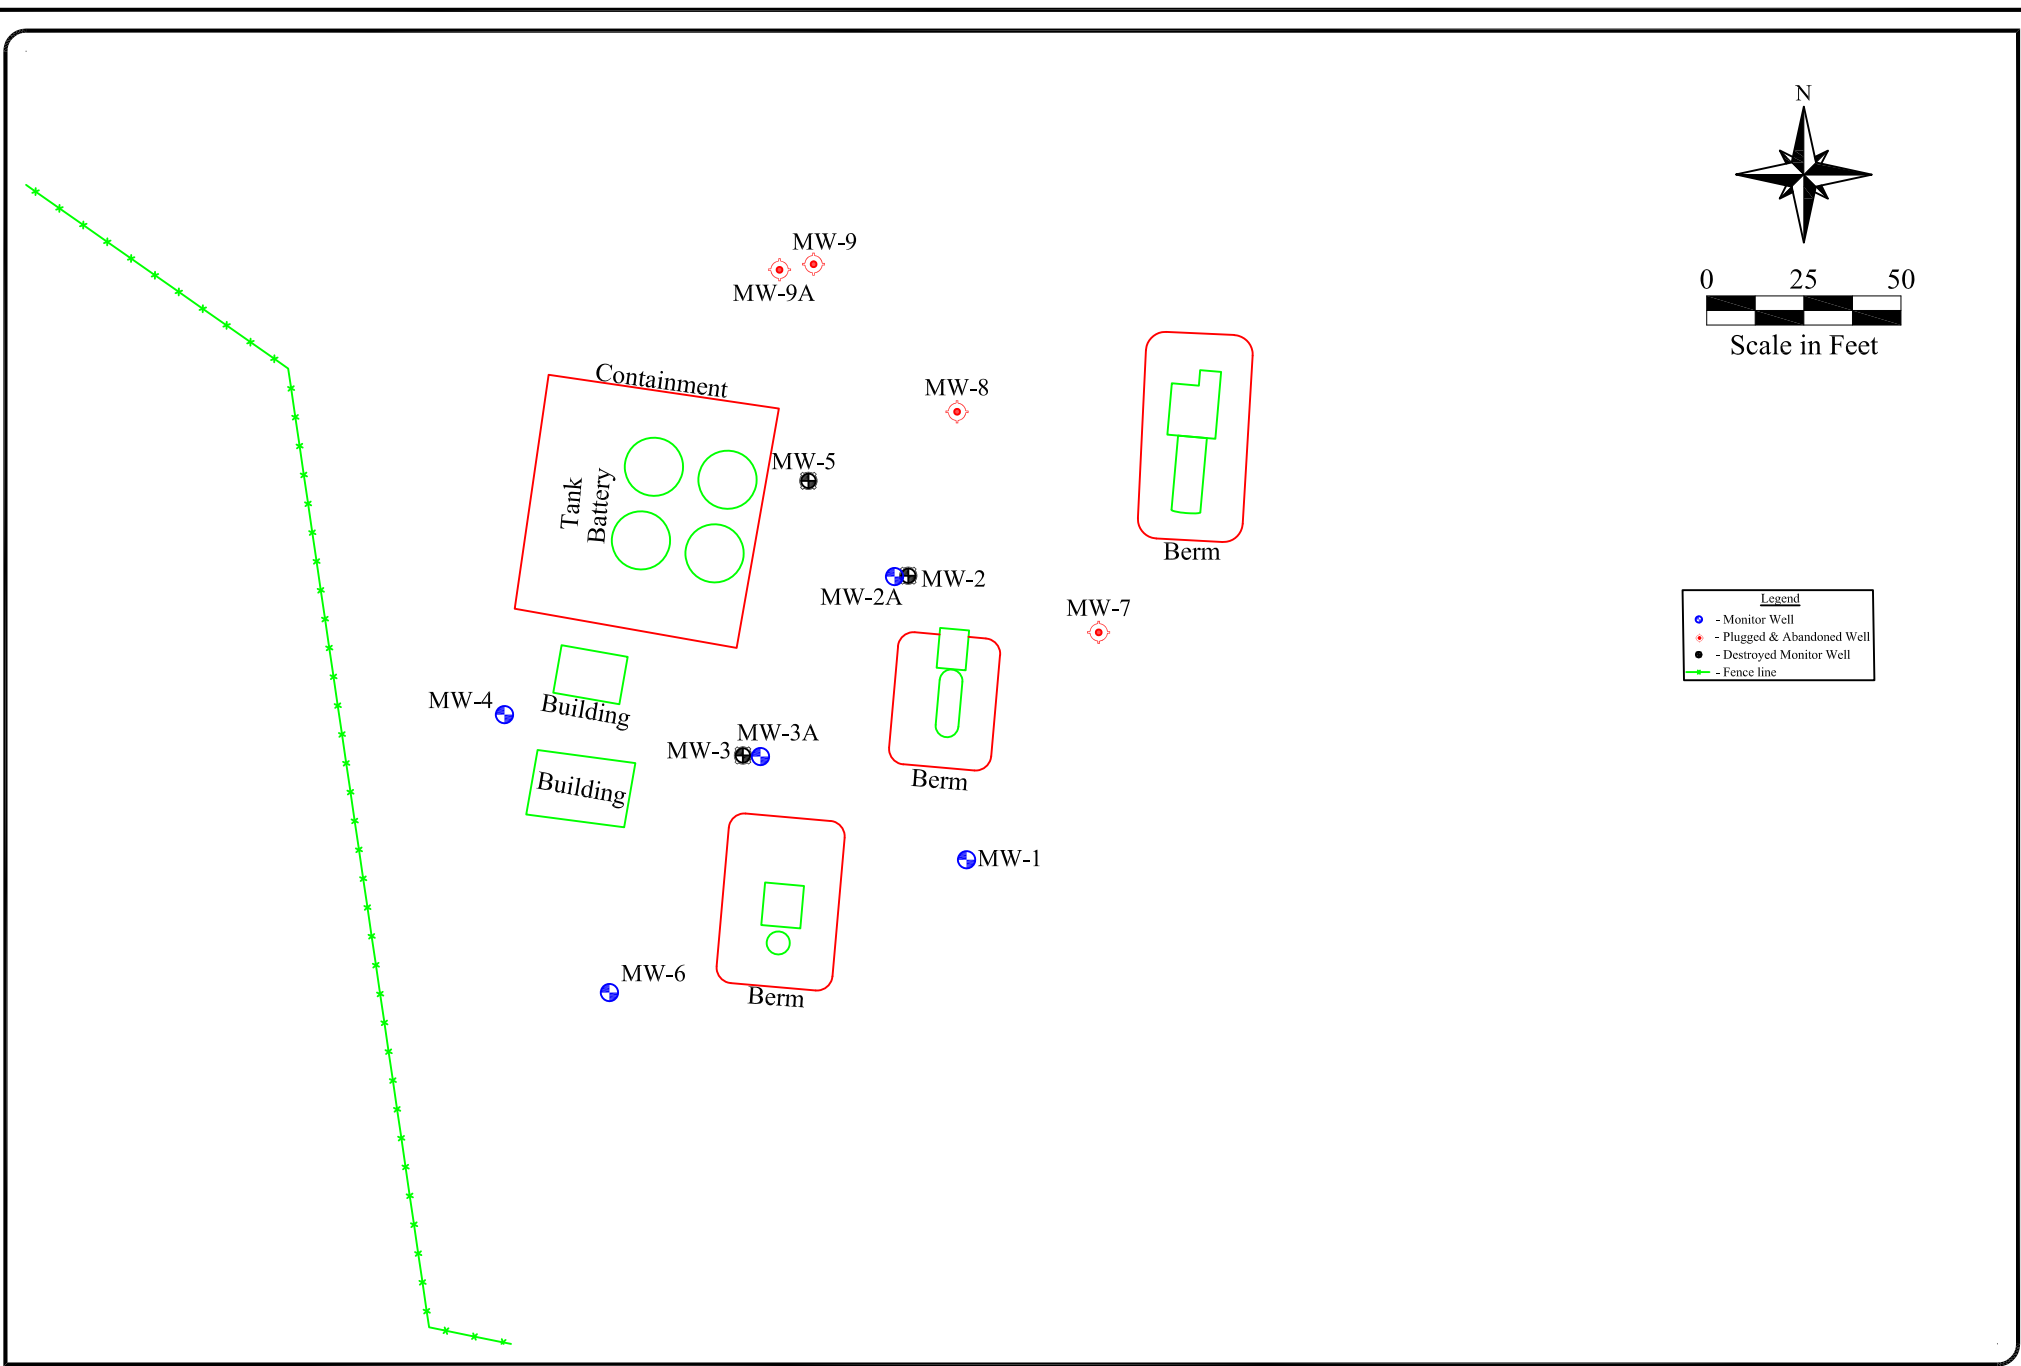 N
0 25 50
Scale in Feet
MW-9
MW-9A
Containment
MW-8
MW-5
Tank
Battery
Berm
MW-2
MW-2A
MW-7
Legend
- Monitor Well
- Plugged & Abandoned Well
- Destroyed Monitor Well
- Fence line
MW-4
Building
MW-3A
MW-3
Building
Berm
MW-1
MW-6
Berm